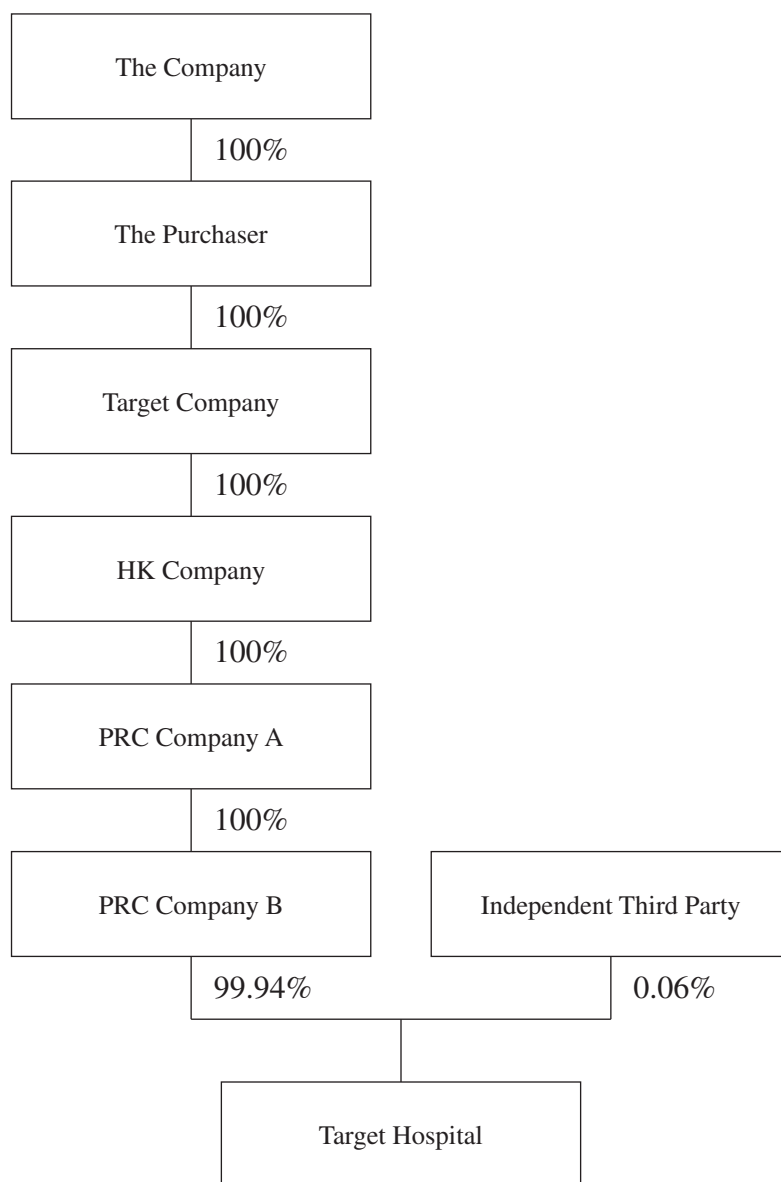 The Company
100%
The Purchaser
100%
Target Company
100%
HK Company
100%
PRC Company A
100%
PRC Company B
Independent Third Party
99.94%
0.06%
Target Hospital